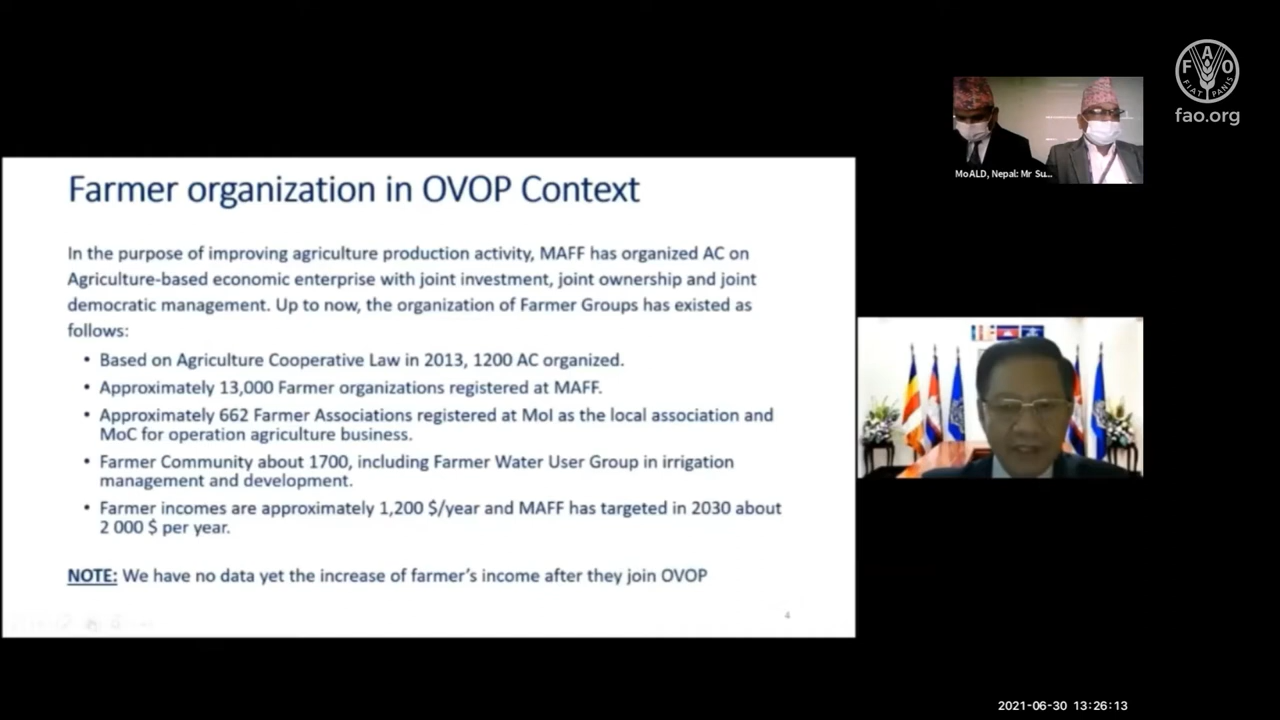 FAO
FIAT PANIS
fao.org
MoALD, Nepal: Mr Su...
Farmer organization in OVOP Context
In the purpose of improving agriculture production activity, MAFF has organized AC on
Agriculture-based economic enterprise with joint investment, joint ownership and joint
democratic management. Up to now, the organization of Farmer Groups has existed as
follows:
• Based on Agriculture Cooperative Law in 2013, 1200 AC organized.
• Approximately 13,000 Farmer organizations registered at MAFF.
• Approximately 662 Farmer Associations registered at MoI as the local association and
MoC for operation agriculture business.
• Farmer Community about 1700, including Farmer Water User Group in irrigation
management and development.
• Farmer incomes are approximately 1,200 $/year and MAFF has targeted in 2030 about
2 000 $ per year.
NOTE: We have no data yet the increase of farmer's income after they join OVOP
4
2021-06-30 13:26:13